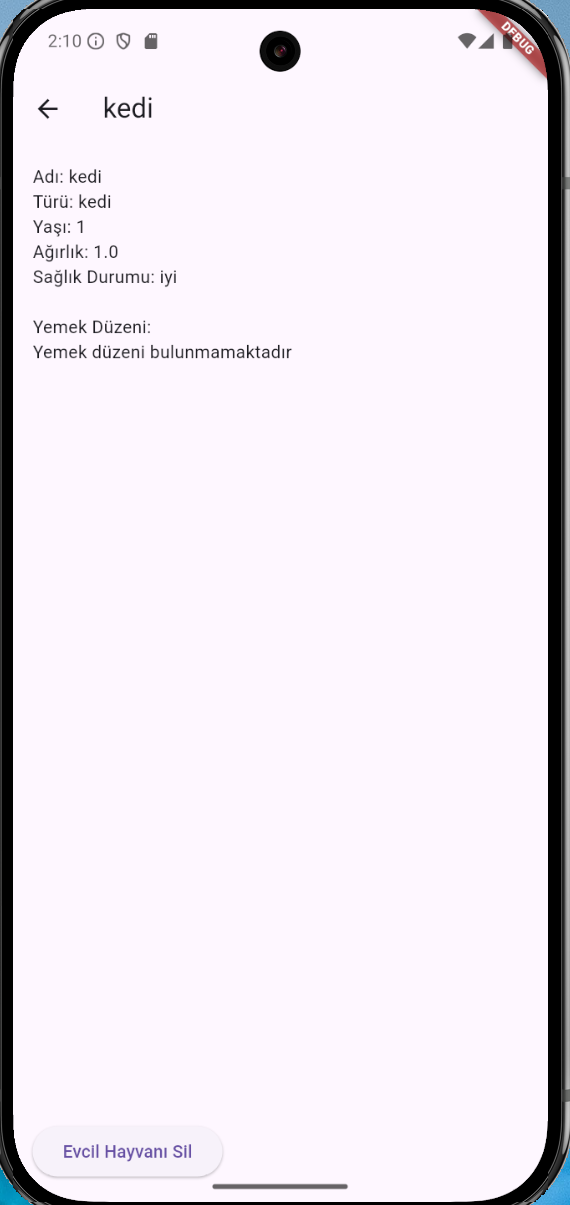 2:10
DEBUG
kedi
Adı: kedi
Türü: kedi
Yaşı: 1
Ağırlık: 1.0
Sağlık Durumu: iyi
Yemek Düzeni:
Yemek düzeni bulunmamaktadır
Evcil Hayvanı Sil